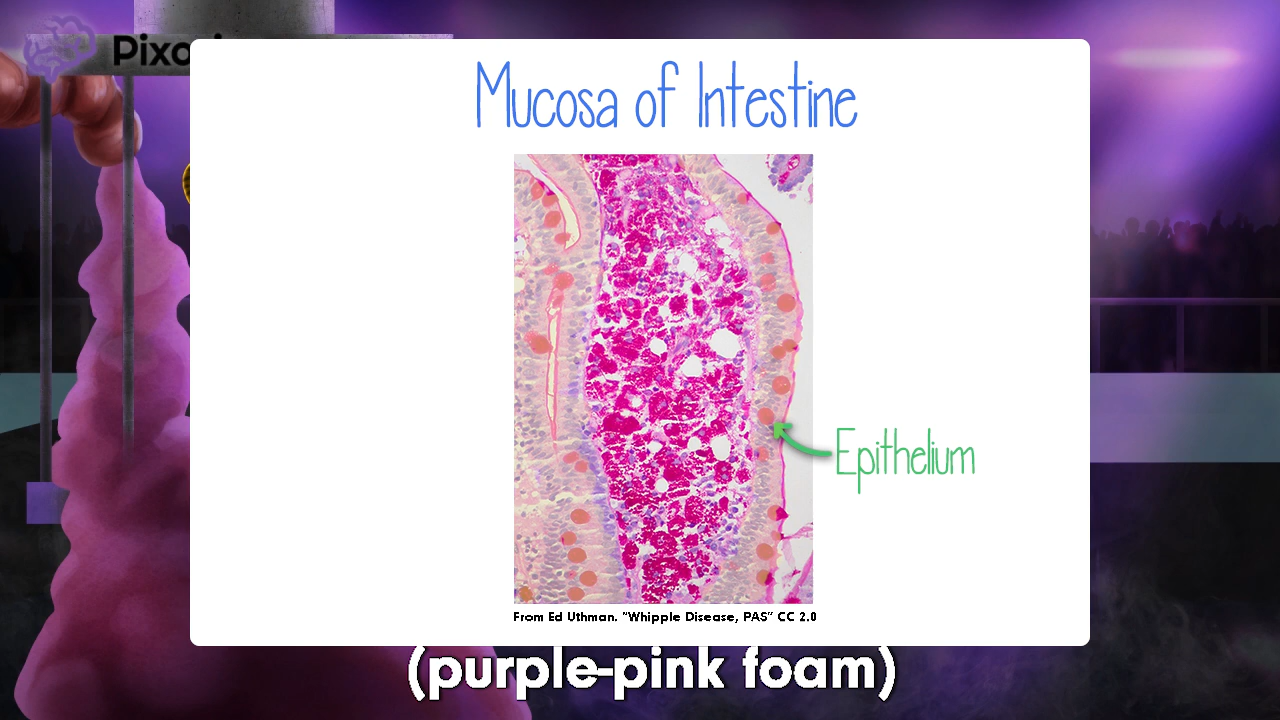 Mucosa of Intestine
Epithelium
From Ed Uthman. "Whipple Disease, PAS" CC 2.0
(purple-pink foam)